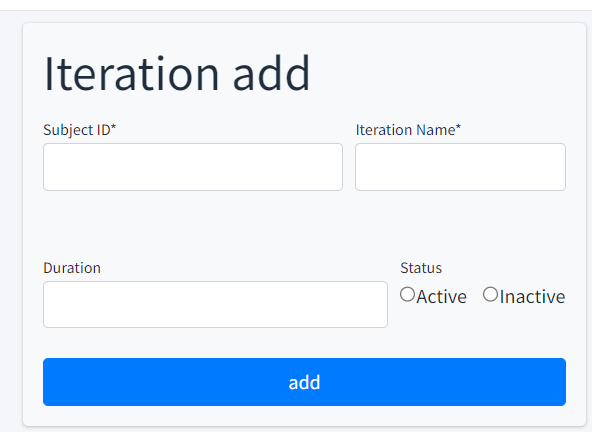 Iteration add
Subject ID* Iteration Name*
Duration Status
Active Inactive
add